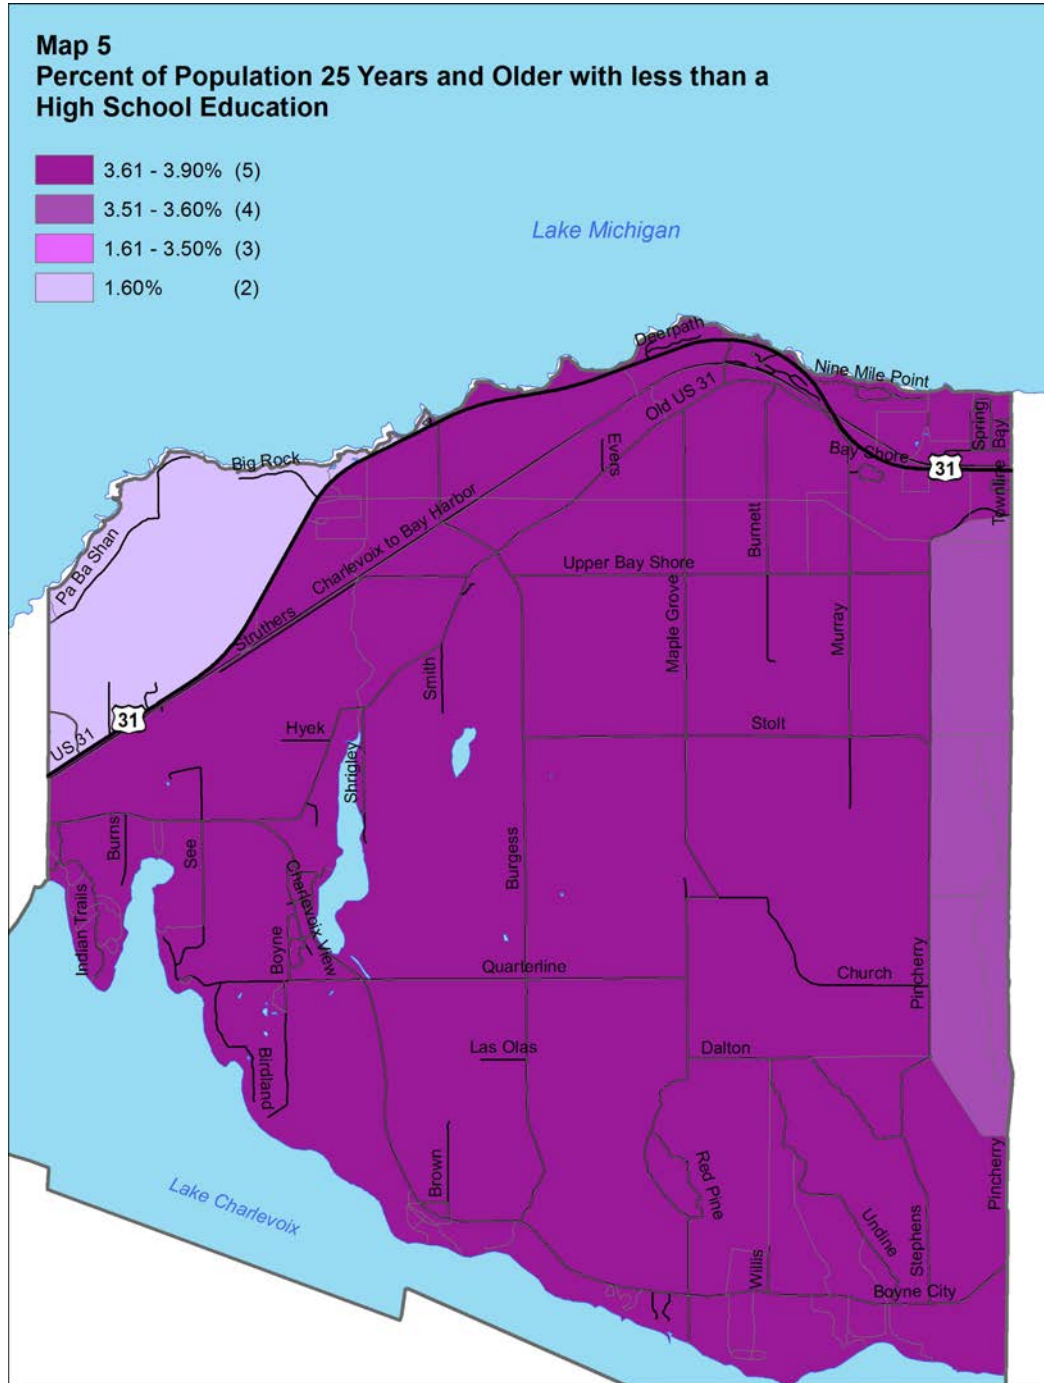 Map 5
Percent of Population 25 Years and Older with less than a
High School Education
3.61 - 3.90% (5)
3.51 - 3.60% (4)
1.61 - 3.50% (3)
1.60% (2)
Lake Michigan
Deerpath
Nine Mile Point
Old US 31
Spring
Bay
Evers
Bay Shore
31
Big Rock
Townline
Charlevoix to Bay Harbor
Burnett
Pa Ba Shan
Upper Bay Shore
Struthers
Maple Grove
Murray
Smith
31
US 31
Hyek
Stolt
Shrigley
Burns
See
Burgess
Indian Trails
Charlevoix View
Boyne
Quarterline
Church
Pincherry
Las Olas
Dalton
Birdland
Brown
Red Pine
Pincherry
Lake Charlevoix
Undine
Stephens
Willis
Boyne City